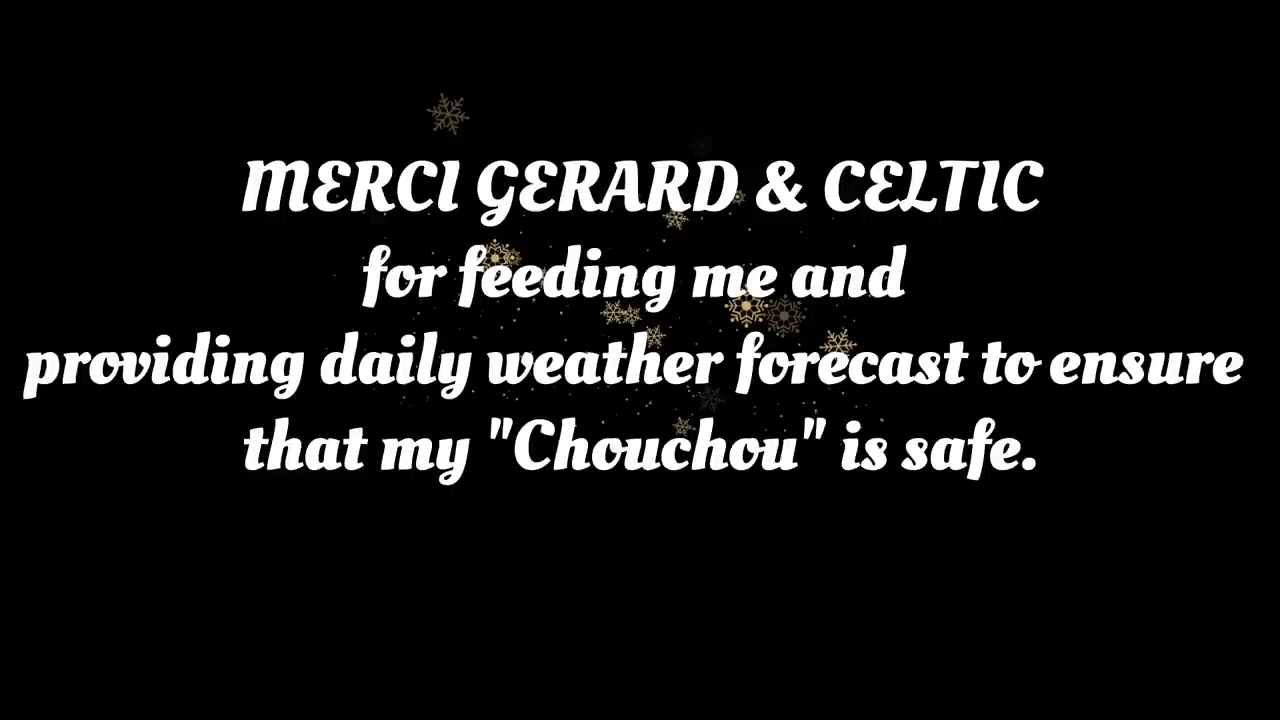 MERCI GERARD & CELTIC
for feeding me and
providing daily weather forecast to ensure
that my "Chouchou" is safe.